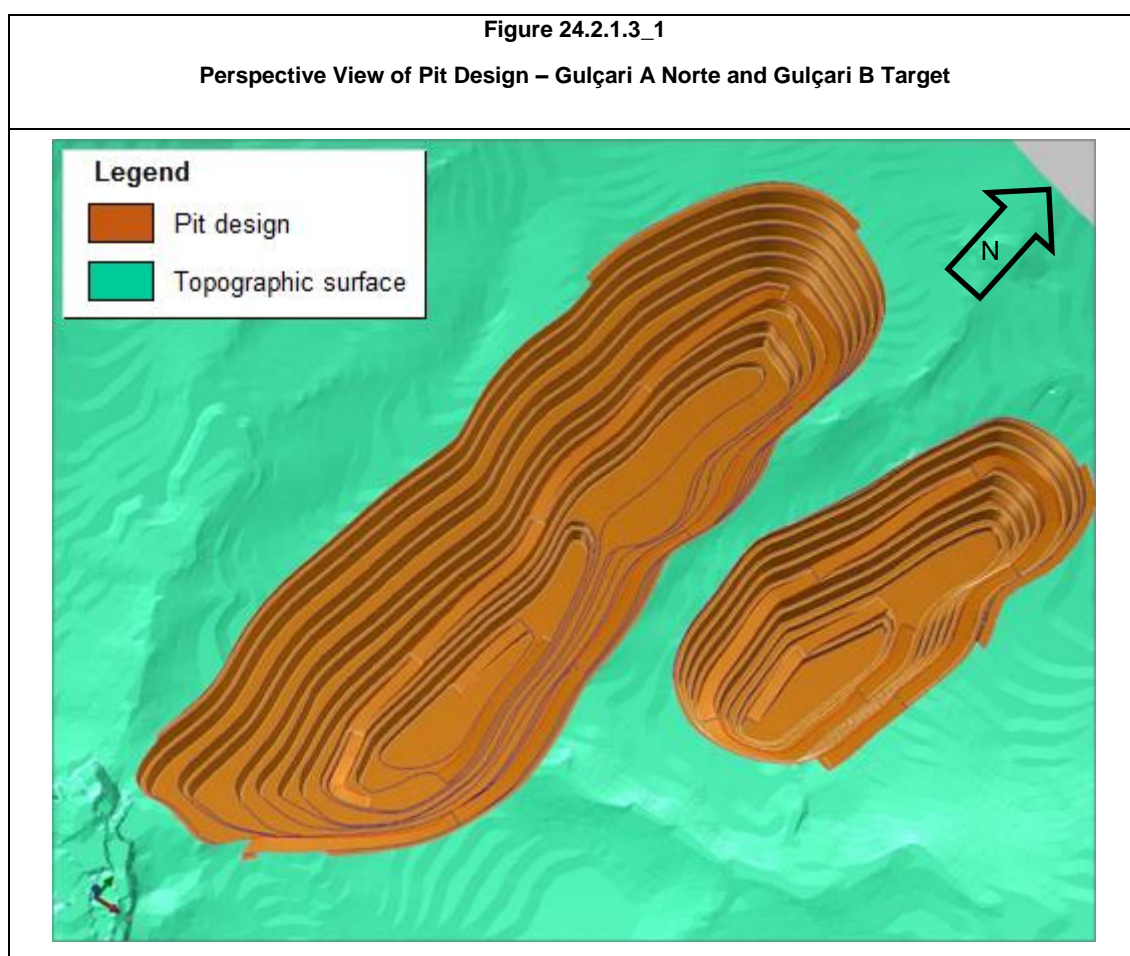 Figure 24.2.1.3_1
Perspective View of Pit Design – Gulçari A Norte and Gulçari B Target
Legend
Pit design
Topographic surface
N